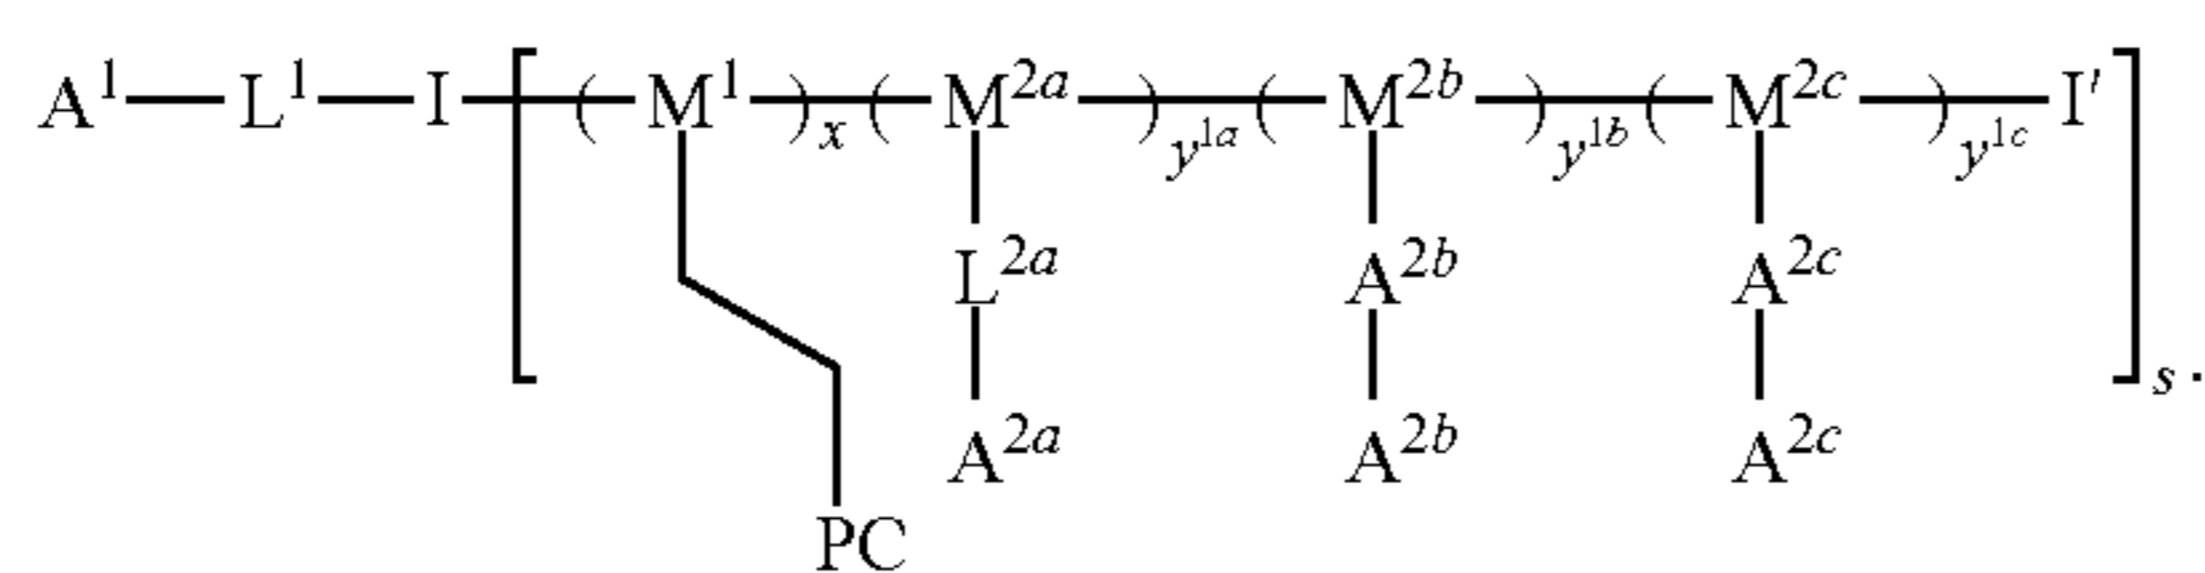 A¹—L¹—I—[(M¹)x(M²ᵃ)y¹ᵃ(M²ᵇ)y¹ᵇ(M²ᶜ)y¹ᶜ—I′]s.
L²ᵃ A²ᵇ A²ᶜ
A²ᵃ A²ᵇ A²ᶜ
PC